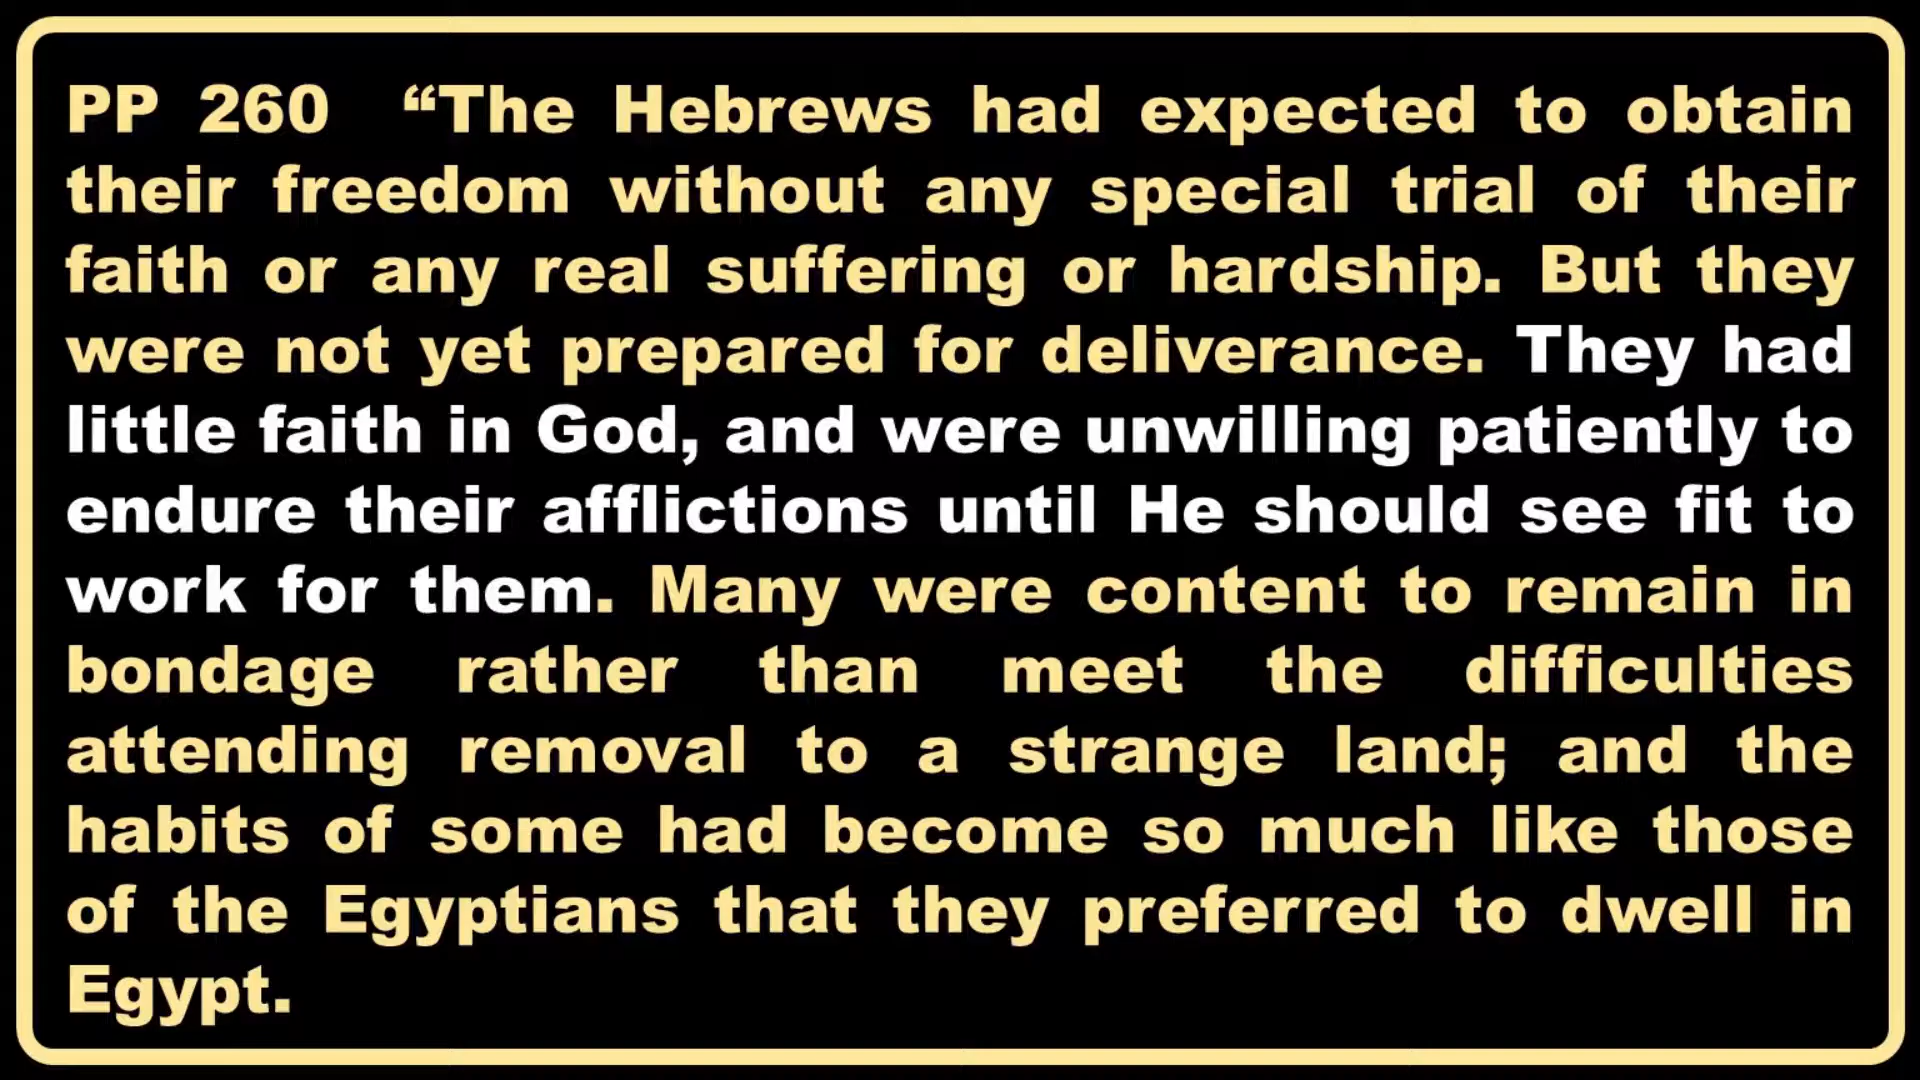 PP 260 “The Hebrews had expected to obtain
their freedom without any special trial of their
faith or any real suffering or hardship. But they
were not yet prepared for deliverance. They had
little faith in God, and were unwilling patiently to
endure their afflictions until He should see fit to
work for them. Many were content to remain in
bondage rather than meet the difficulties
attending removal to a strange land; and the
habits of some had become so much like those
of the Egyptians that they preferred to dwell in
Egypt.